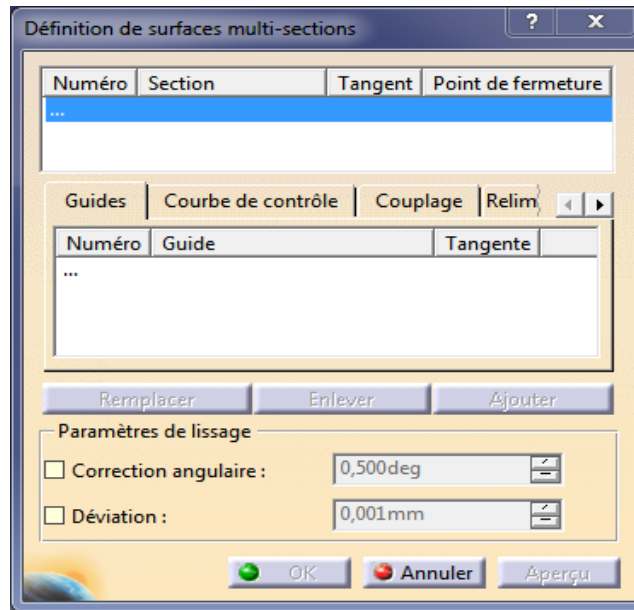 Définition de surfaces multi-sections ? X
Numéro Section Tangent Point de fermeture
...
Guides Courbe de contrôle Couplage Relim
Numéro Guide Tangente
...
Remplacer Enlever Ajouter
Paramètres de lissage
Correction angulaire : 0,500deg
Déviation : 0,001mm
OK Annuler Aperçu